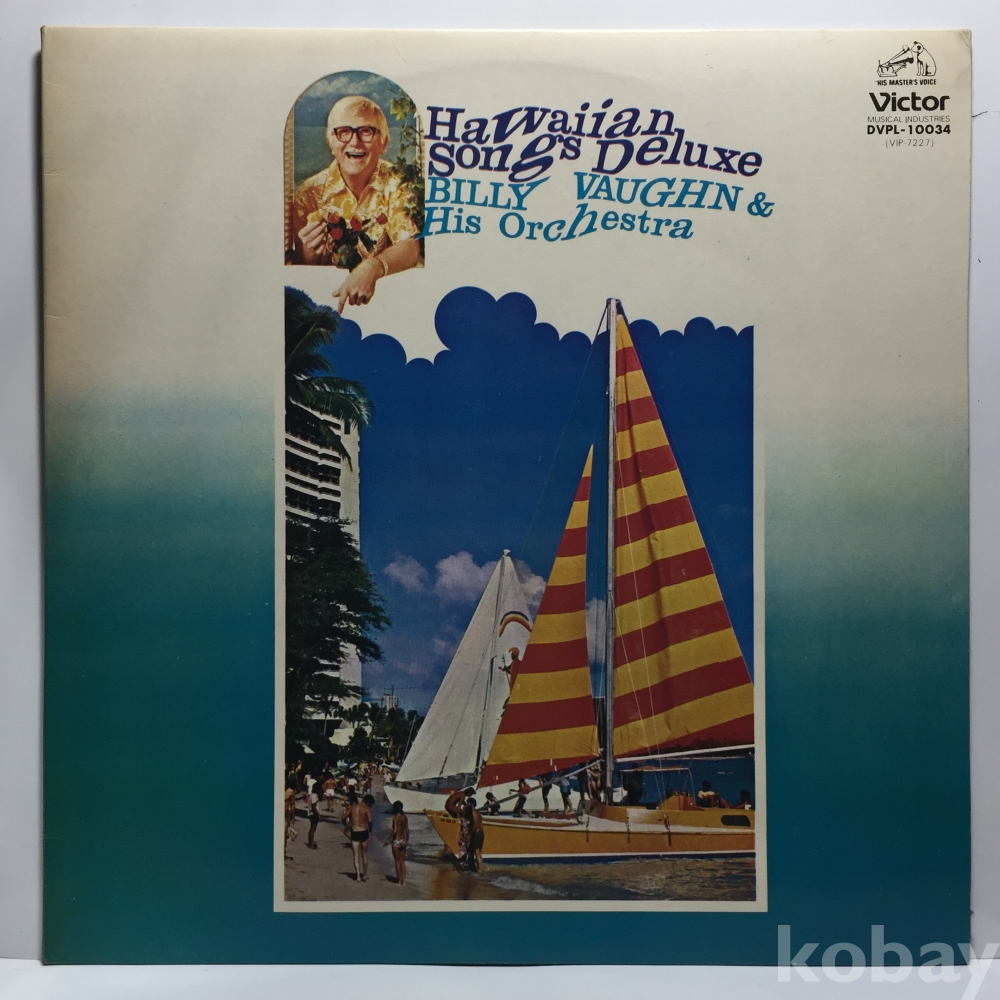 HIS MASTER'S VOICE
Victor
MUSICAL INDUSTRIES
DVPL-10034
(VIP-7227)
Hawaiian
Songs Deluxe
BILLY VAUGHN &
His Orchestra
kobay